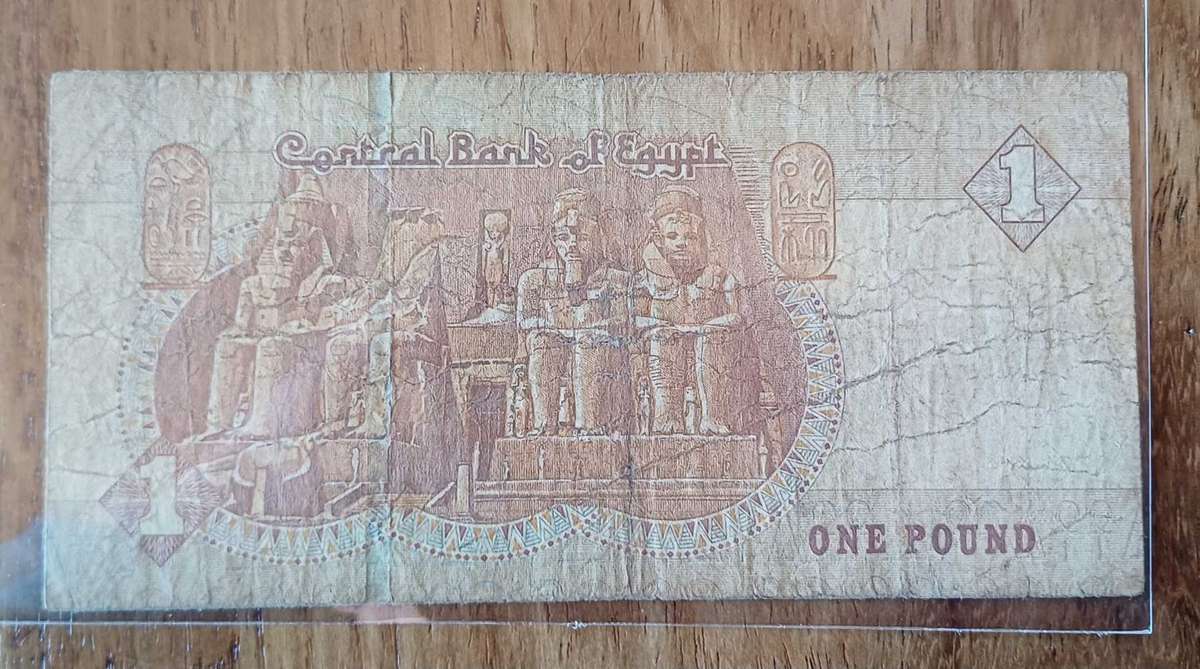 Central Bank of Egypt
1
1
ONE POUND